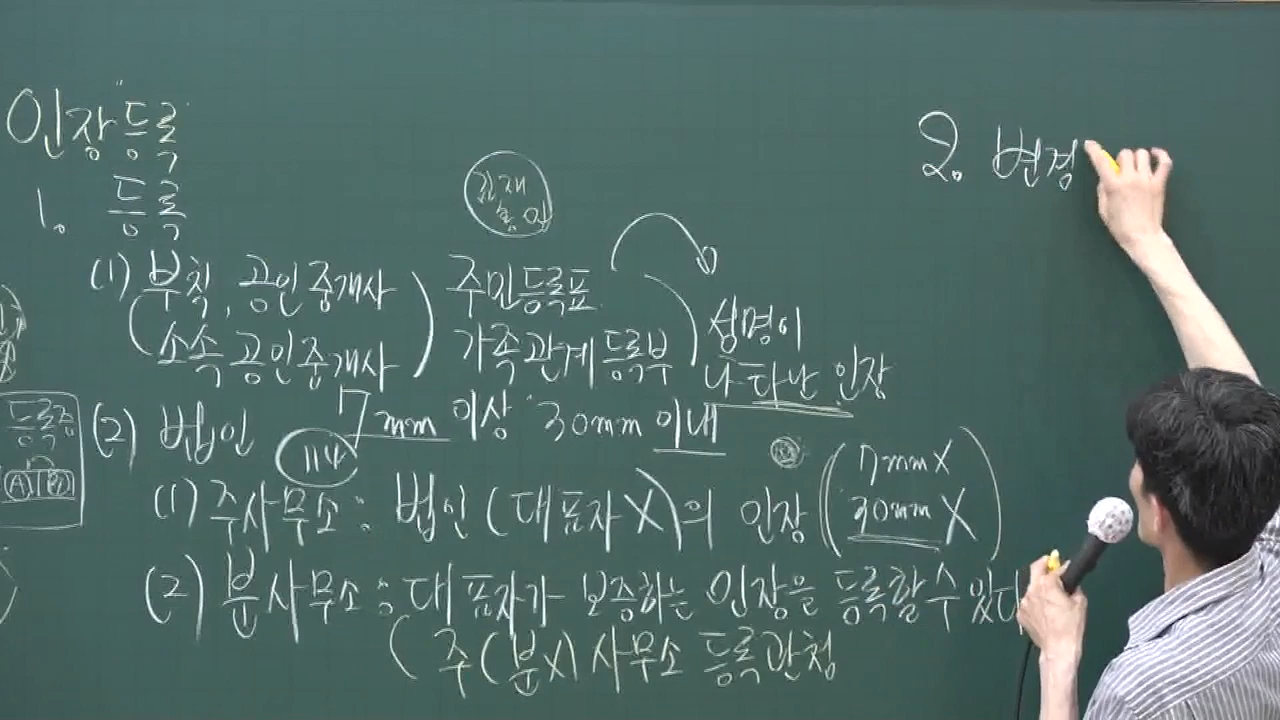 인장등록
1. 등록
(1) 부칙, 공인중개사
소속공인중개사
주민등록표
가족관계등록부
성명이
나타난 인장
7mm 이상 30mm 이내
(2) 법인
(1) 주사무소 : 법인 (대표자X)의 인장
7mm X
30mm X
(2) 분사무소 : 대표자가 보증하는 인장을 등록할 수 있다
(주(분X)사무소 등록관청
2. 변경
등록증